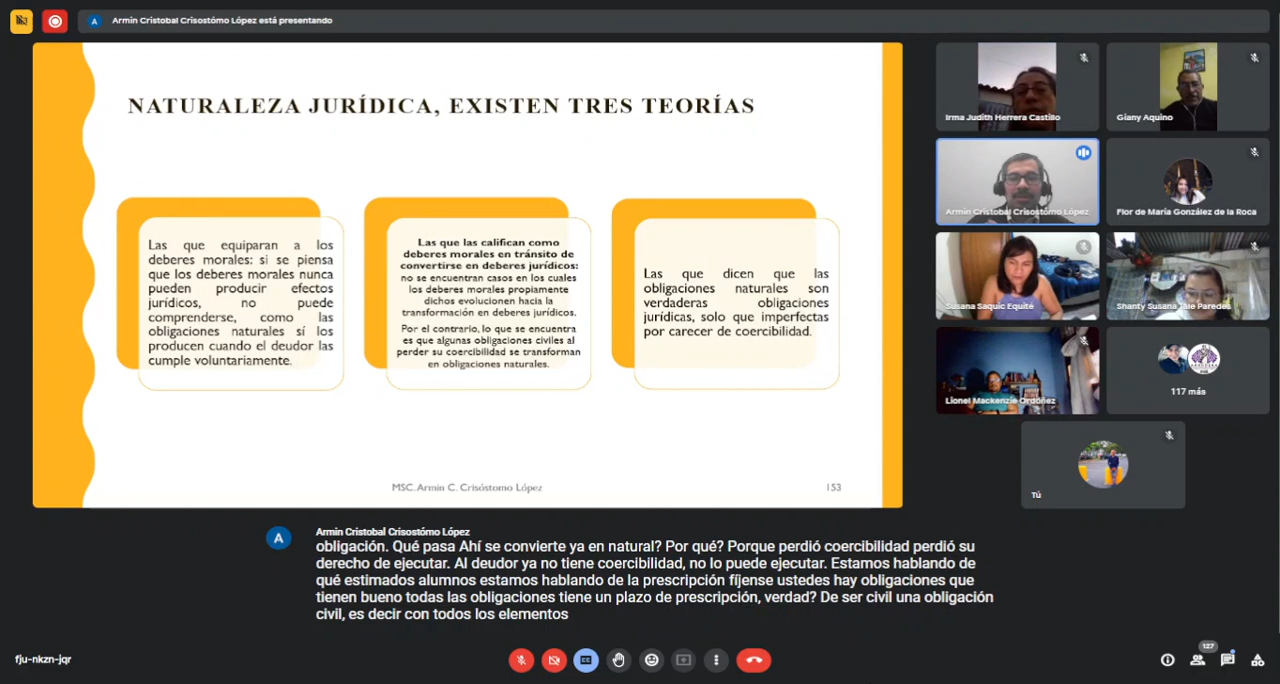 A
Armin Cristobal Crisostómo López está presentando
NATURALEZA JURÍDICA, EXISTEN TRES TEORÍAS
Las que equiparan a los
deberes morales: si se piensa
que los deberes morales nunca
pueden producir efectos
jurídicos, no puede
comprenderse, como las
obligaciones naturales sí los
producen cuando el deudor las
cumple voluntariamente.
Las que las califican como
deberes morales en tránsito de
convertirse en deberes jurídicos:
no se encuentran casos en los cuales
los deberes morales propiamente
dichos evolucionen hacia la
transformación en deberes jurídicos.
Por el contrario, lo que se encuentra
es que algunas obligaciones civiles al
perder su coercibilidad se transforman
en obligaciones naturales.
Las que dicen que las
obligaciones naturales son
verdaderas obligaciones
jurídicas, solo que imperfectas
por carecer de coercibilidad.
MSC. Armin C. Crisóstomo López
153
Irma Judith Herrera Castillo
Giany Aquino
Armin Cristobal Crisostómo López
Flor de María González de la Roca
Susana Saquic Equité
Shanty Susana Tale Paredes
Lionel Mackenzie Ordóñez
117 más
Tú
A
Armin Cristobal Crisostómo López
obligación. Qué pasa Ahí se convierte ya en natural? Por qué? Porque perdió coercibilidad perdió su
derecho de ejecutar. Al deudor ya no tiene coercibilidad, no lo puede ejecutar. Estamos hablando de
qué estimados alumnos estamos hablando de la prescripción fíjense ustedes hay obligaciones que
tienen bueno todas las obligaciones tiene un plazo de prescripción, verdad? De ser civil una obligación
civil, es decir con todos los elementos
fju-nkzn-jqr
CC
127